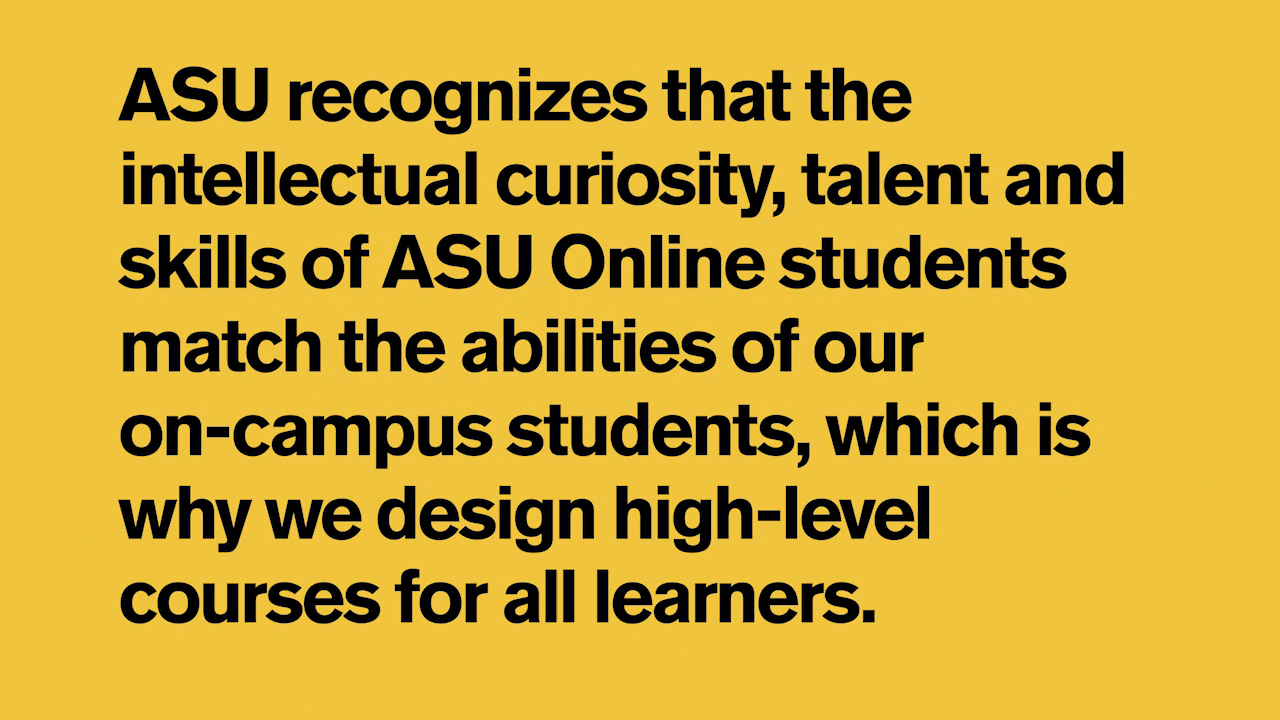 ASU recognizes that the
intellectual curiosity, talent and
skills of ASU Online students
match the abilities of our
on-campus students, which is
why we design high-level
courses for all learners.